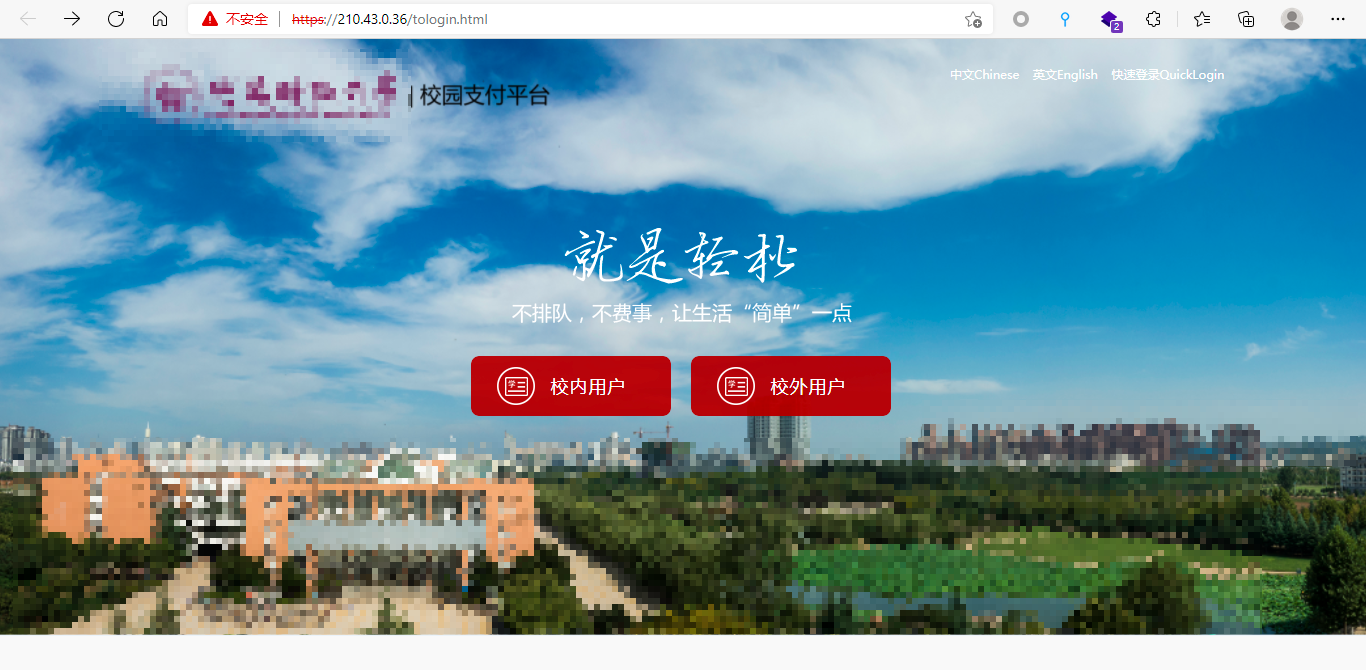 不安全 https://210.43.0.36/tologin.html
2
| 校园支付平台
中文Chinese 英文English 快速登录QuickLogin
就是轻松
不排队，不费事，让生活“简单”一点
学 校内用户 学 校外用户